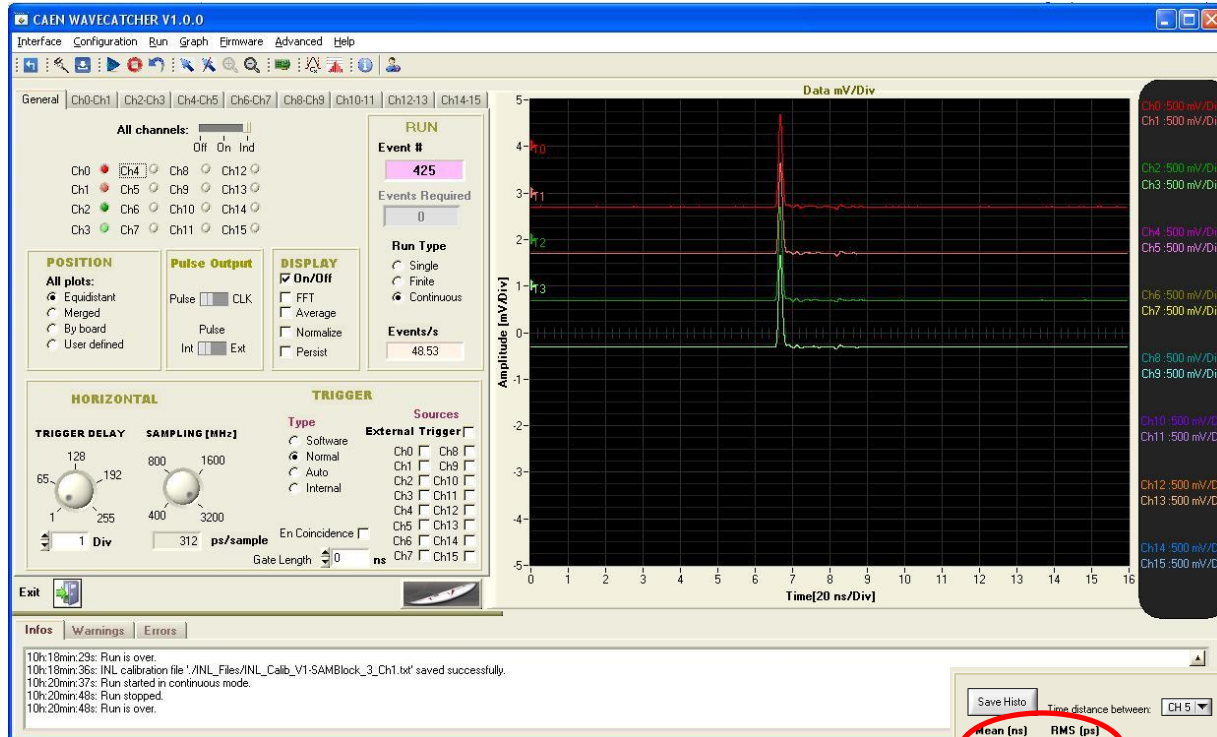 CAEN WAVECATCHER V1.0.0
Interface Configuration Run Graph Firmware Advanced Help
General Ch0-Ch1 Ch2-Ch3 Ch4-Ch5 Ch6-Ch7 Ch8-Ch9 Ch10-11 Ch12-13 Ch14-15
All channels:
Off On Ind
Ch0 Ch4 Ch8 Ch12
Ch1 Ch5 Ch9 Ch13
Ch2 Ch6 Ch10 Ch14
Ch3 Ch7 Ch11 Ch15
RUN
Event #
425
Events Required
0
Run Type
Single
Finite
Continuous
Events/s
48.53
POSITION
All plots:
Equidistant
Merged
By board
User defined
Pulse Output
Pulse CLK
Pulse
Int Ext
DISPLAY
On/Off
FFT
Average
Normalize
Persist
HORIZONTAL
TRIGGER DELAY
128
65 192
1 255
1 Div
SAMPLING [MHz]
800 1600
400 3200
312 ps/sample
TRIGGER
Type
Software
Normal
Auto
Internal
Sources
External Trigger
Ch0 Ch8
Ch1 Ch9
Ch2 Ch10
Ch3 Ch11
Ch4 Ch12
Ch5 Ch13
Ch6 Ch14
Ch7 Ch15
En Coincidence
Gate Length 0 ns
Exit
Data mV/Div
Amplitude [mV/Div]
5
4
3
2
1
0
-1
-2
-3
-4
-5
T0
T1
T2
T3
0 1 2 3 4 5 6 7 8 9 10 11 12 13 14 15 16
Time[20 ns/Div]
Ch0 :500 mV/Di
Ch1 :500 mV/Di
Ch2 :500 mV/Di
Ch3 :500 mV/Di
Ch4 :500 mV/Di
Ch5 :500 mV/Di
Ch6 :500 mV/Di
Ch7 :500 mV/Di
Ch8 :500 mV/Di
Ch9 :500 mV/Di
Ch10 :500 mV/D
Ch11 :500 mV/D
Ch12 :500 mV/D
Ch13 :500 mV/D
Ch14 :500 mV/D
Ch15 :500 mV/D
Infos Warnings Errors
10h:18min:29s: Run is over.
10h:18min:36s: INL calibration file './INL_Files/INL_Calib_V1-SAMBlock_3_Ch1.txt' saved successfully.
10h:20min:37s: Run started in continuous mode.
10h:20min:48s: Run stopped.
10h:20min:48s: Run is over.
Save Histo Time distance between: CH 5
Mean (ns) RMS (ps)